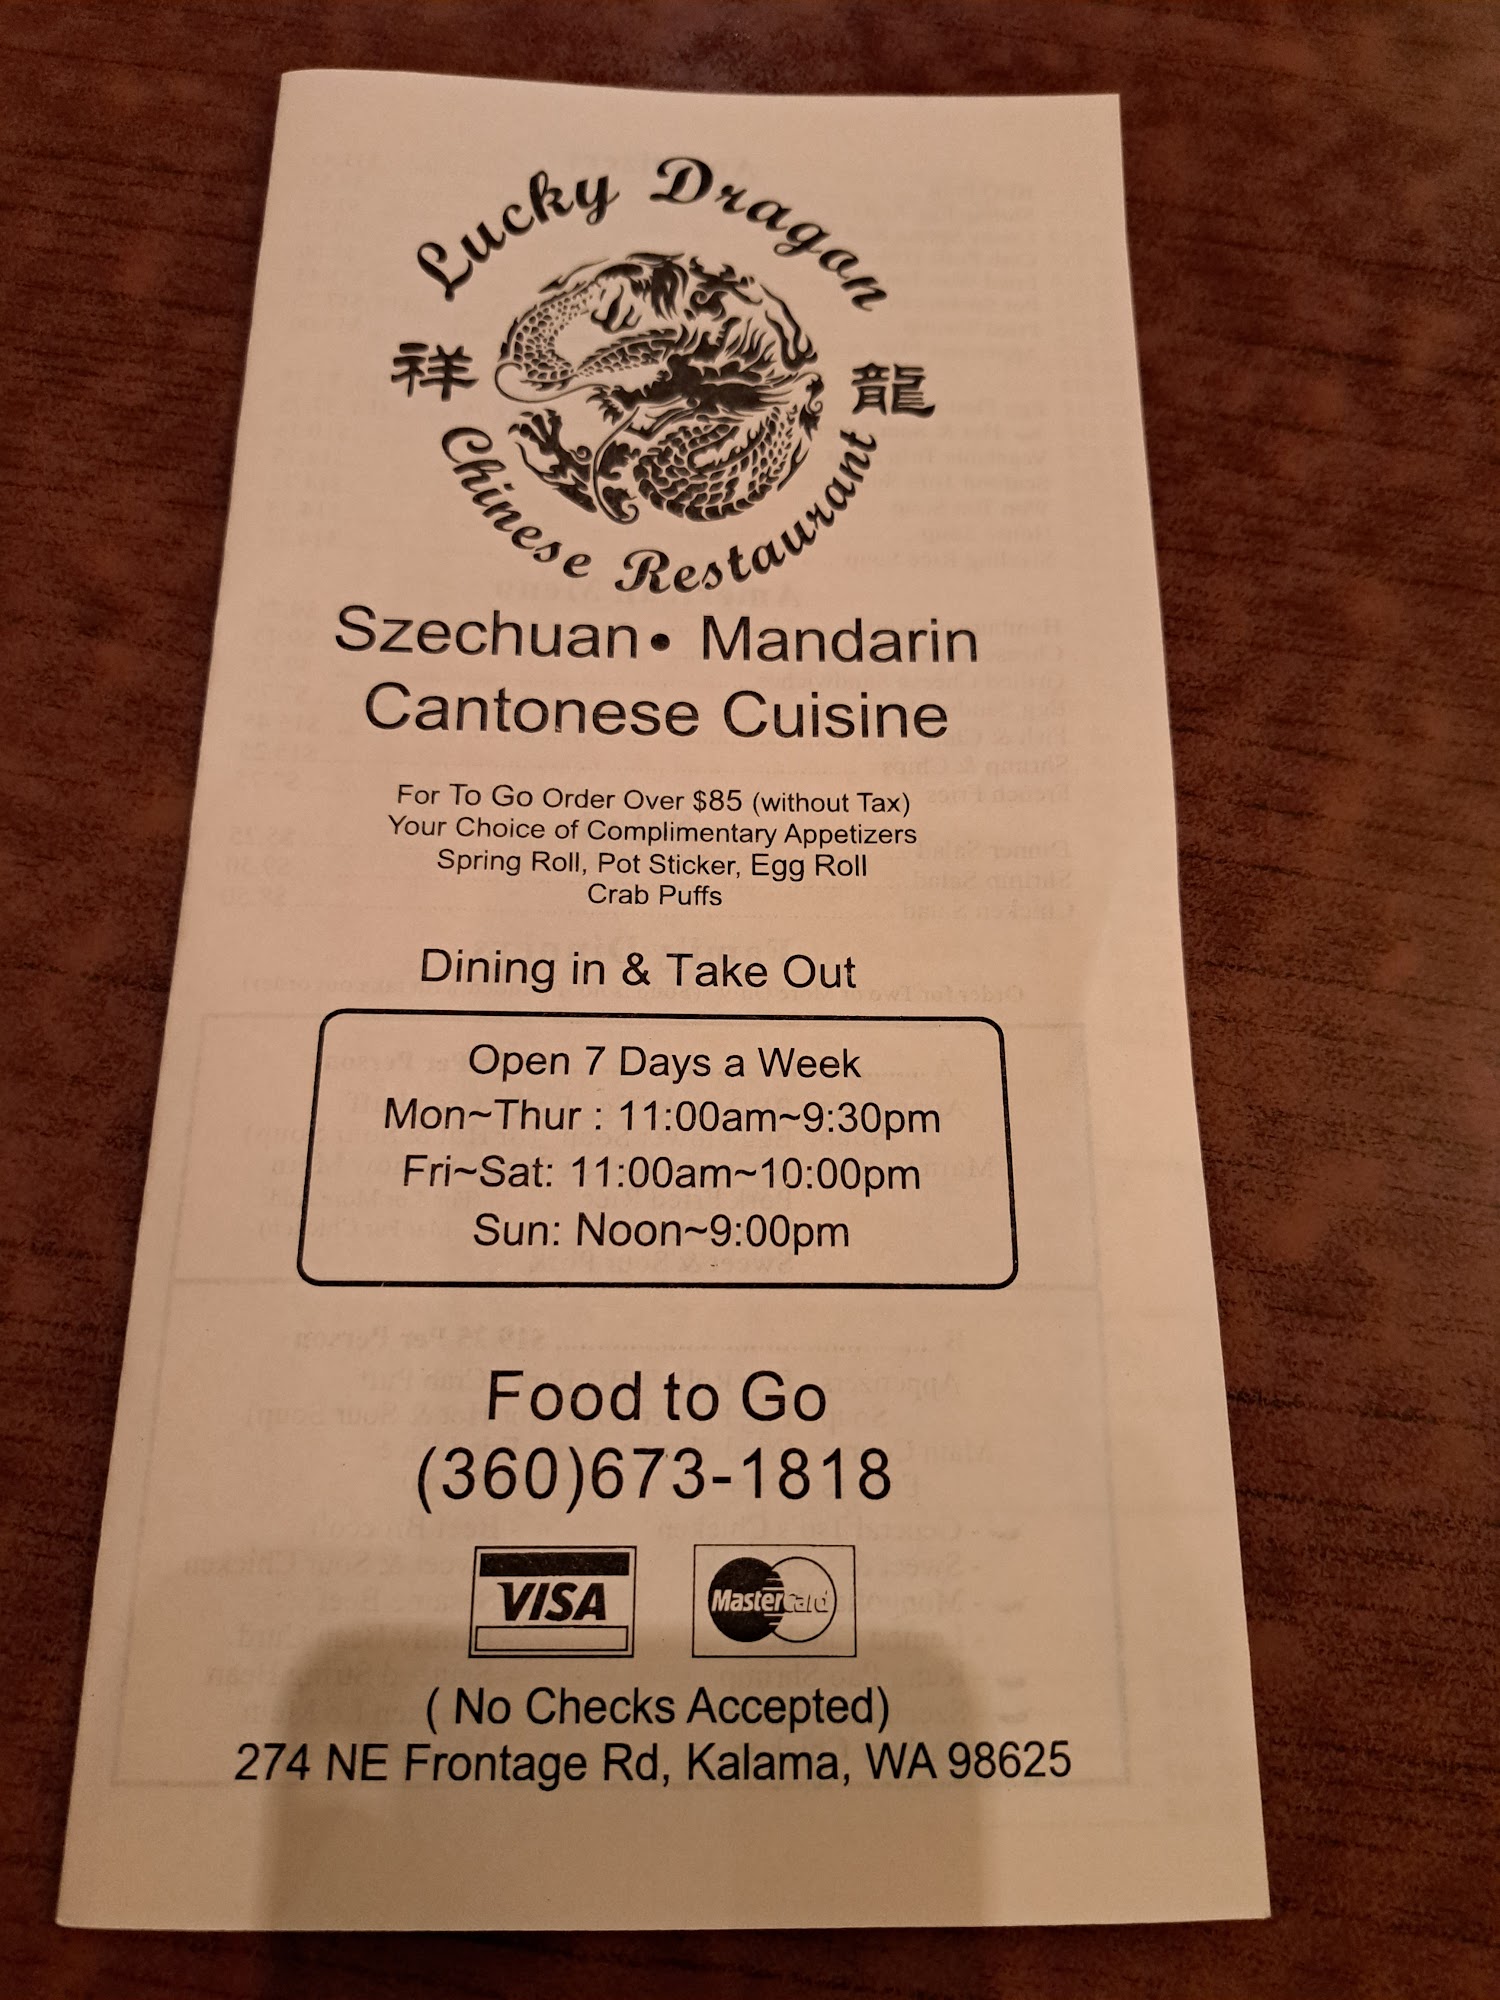 Lucky Dragon
祥 龍
Chinese Restaurant
Szechuan • Mandarin
Cantonese Cuisine
For To Go Order Over $85 (without Tax)
Your Choice of Complimentary Appetizers
Spring Roll, Pot Sticker, Egg Roll
Crab Puffs
Dining in & Take Out
Open 7 Days a Week
Mon~Thur : 11:00am~9:30pm
Fri~Sat: 11:00am~10:00pm
Sun: Noon~9:00pm
Food to Go
(360)673-1818
VISA MasterCard
( No Checks Accepted)
274 NE Frontage Rd, Kalama, WA 98625